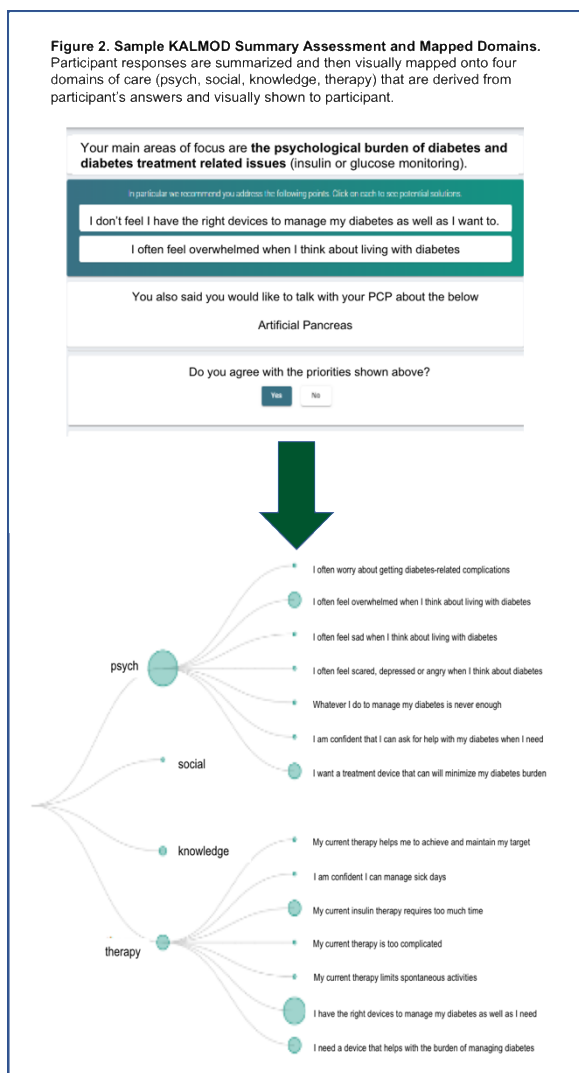 Figure 2. Sample KALMOD Summary Assessment and Mapped Domains.
Participant responses are summarized and then visually mapped onto four
domains of care (psych, social, knowledge, therapy) that are derived from
participant's answers and visually shown to participant.
Your main areas of focus are the psychological burden of diabetes and
diabetes treatment related issues (insulin or glucose monitoring).
In particular we recommend you address the following points. Click on each to see potential solutions.
I don't feel I have the right devices to manage my diabetes as well as I want to.
I often feel overwhelmed when I think about living with diabetes
You also said you would like to talk with your PCP about the below
Artificial Pancreas
Do you agree with the priorities shown above?
Yes
No
I often worry about getting diabetes-related complications
I often feel overwhelmed when I think about living with diabetes
I often feel sad when I think about living with diabetes
psych
I often feel scared, depressed or angry when I think about diabetes
Whatever I do to manage my diabetes is never enough
I am confident that I can ask for help with my diabetes when I need
social
I want a treatment device that can will minimize my diabetes burden
knowledge
My current therapy helps me to achieve and maintain my target
I am confident I can manage sick days
My current insulin therapy requires too much time
therapy
My current therapy is too complicated
My current therapy limits spontaneous activities
I have the right devices to manage my diabetes as well as I need
I need a device that helps with the burden of managing diabetes